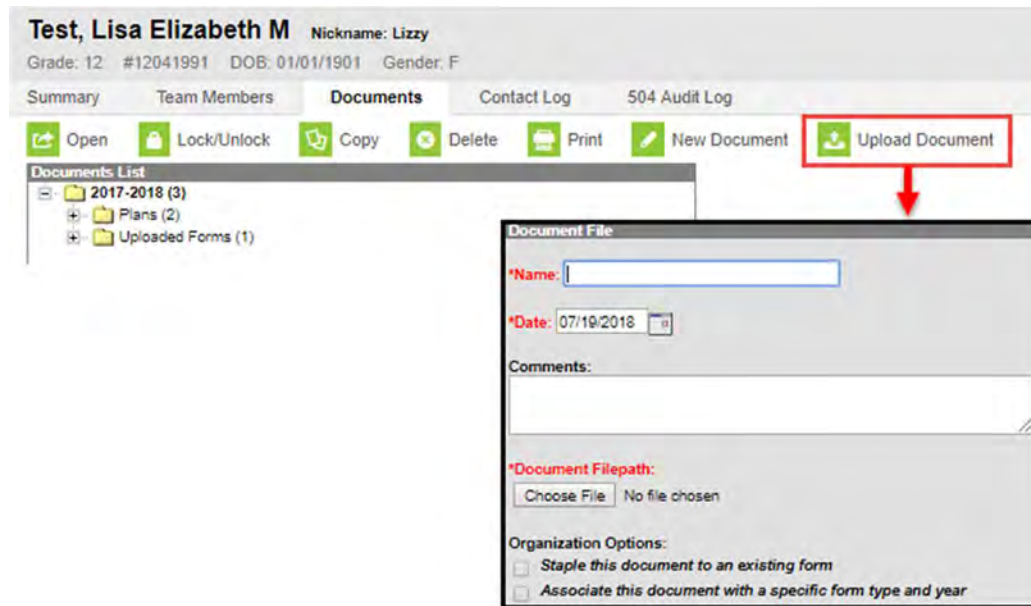 Test, Lisa Elizabeth M Nickname: Lizzy
Grade: 12 #12041991 DOB: 01/01/1901 Gender: F
Summary Team Members Documents Contact Log 504 Audit Log
Open Lock/Unlock Copy Delete Print New Document Upload Document
Documents List
2017-2018 (3)
Plans (2)
Uploaded Forms (1)
Document File
*Name:
*Date: 07/19/2018
Comments:
*Document Filepath:
Choose File No file chosen
Organization Options:
Staple this document to an existing form
Associate this document with a specific form type and year